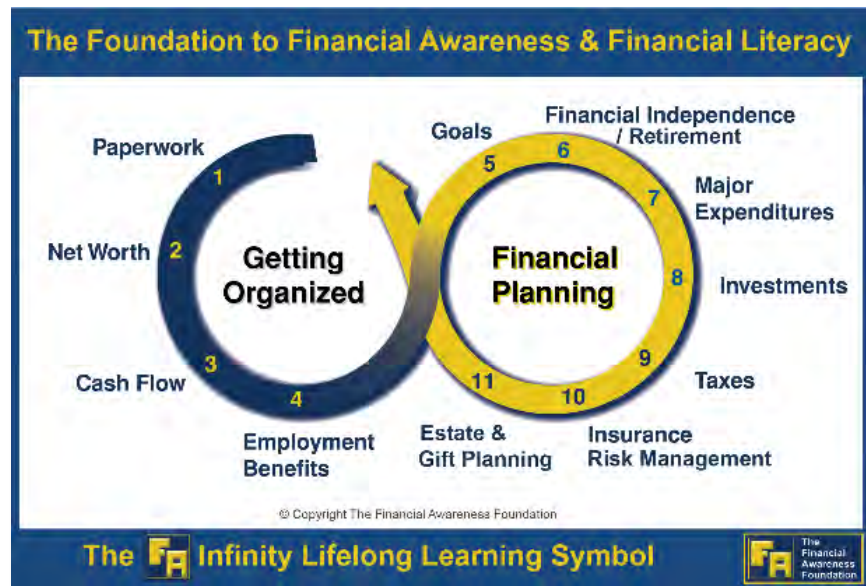 The Foundation to Financial Awareness & Financial Literacy
Paperwork
1
Net Worth
2
Cash Flow
3
4
Employment
Benefits
Getting
Organized
Goals
5
Financial Independence
/ Retirement
6
7
Major
Expenditures
8
Investments
9
Taxes
10
Insurance
Risk Management
11
Estate &
Gift Planning
Financial
Planning
© Copyright The Financial Awareness Foundation
The FA Infinity Lifelong Learning Symbol
FA
The
Financial
Awareness
Foundation